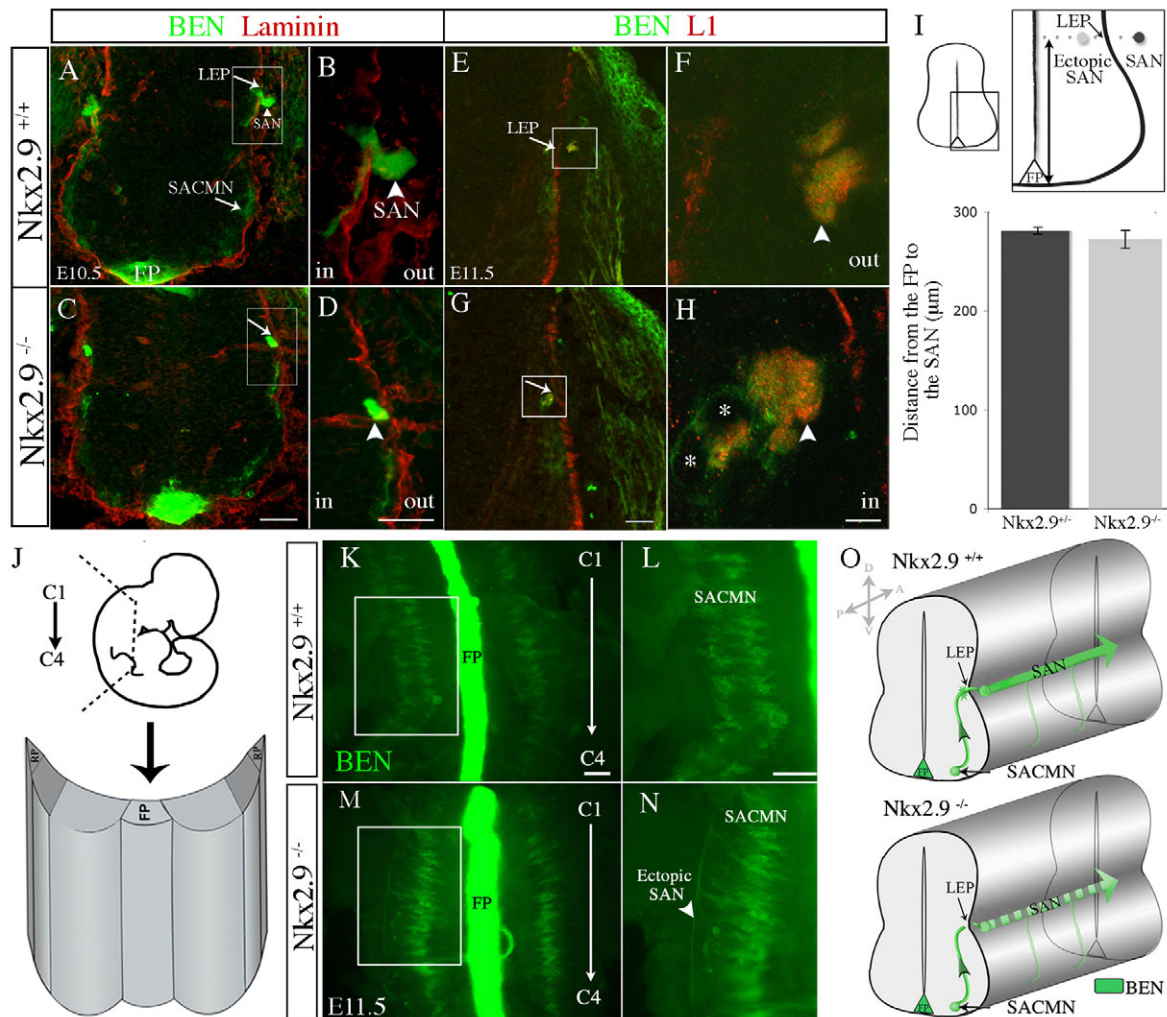 BEN Laminin
BEN L1
Nkx2.9 +/+
A
LEP
SAN
SACMN
FP
E10.5
B
SAN
in
out
E
LEP
E11.5
F
out
I
LEP
Ectopic
SAN
SAN
FP
Nkx2.9 -/-
C
D
in
out
G
H
*
*
in
Distance from the FP to
the SAN (µm)
300
200
100
0
Nkx2.9+/-
Nkx2.9-/-
J
C1
C4
RP
FP
RP
Nkx2.9 +/+
K
FP
C1
C4
BEN
L
SACMN
Nkx2.9 -/-
M
FP
C1
C4
E11.5
N
SACMN
Ectopic
SAN
O
Nkx2.9 +/+
D
A
P
V
LEP
SAN
FP
SACMN
Nkx2.9 -/-
LEP
SAN
FP
SACMN
BEN